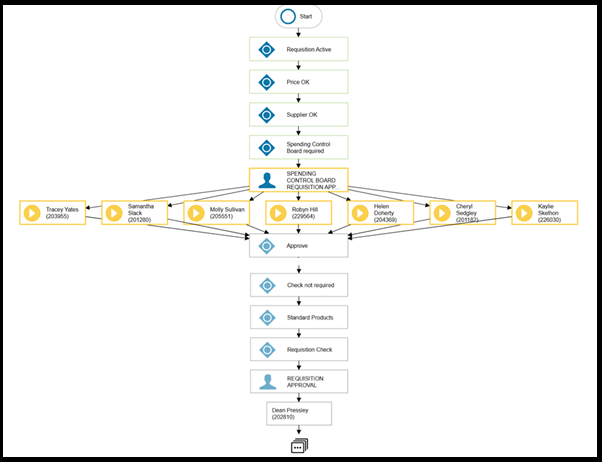 Start
Requisition Active
Price OK
Supplier OK
Spending Control
Board required
SPENDING
CONTROL BOARD
REQUISITION APP...
Tracey Yates
(203955)
Samantha
Slack
(201280)
Molly Sullivan
(205551)
Robyn Hill
(229564)
Helen
Doherty
(204369)
Cheryl
Sedgley
(201187)
Kaylie
Skelhon
(226030)
Approve
Check not required
Standard Products
Requisition Check
REQUISITION
APPROVAL
Dean Pressley
(202810)